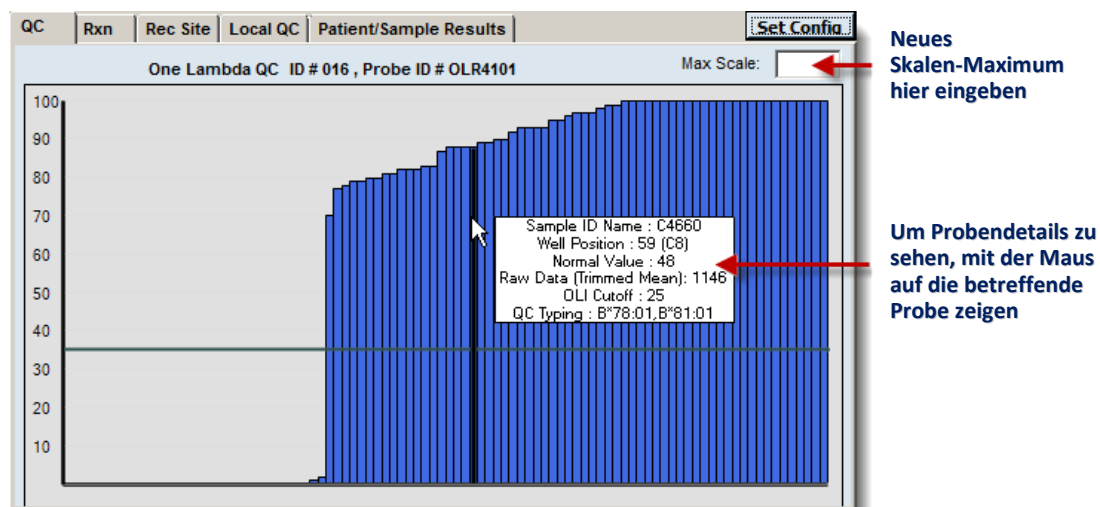 QC Rxn Rec Site Local QC Patient/Sample Results Set Config
One Lambda QC ID # 016 , Probe ID # OLR4101
Max Scale:
Neues
Skalen-Maximum
hier eingeben
100
90
80
70
60
50
40
30
20
10
Sample ID Name : C4660
Well Position : 59 (C8)
Normal Value : 48
Raw Data (Trimmed Mean): 1146
OLI Cutoff : 25
QC Typing : B*78:01,B*81:01
Um Probendetails zu
sehen, mit der Maus
auf die betreffende
Probe zeigen